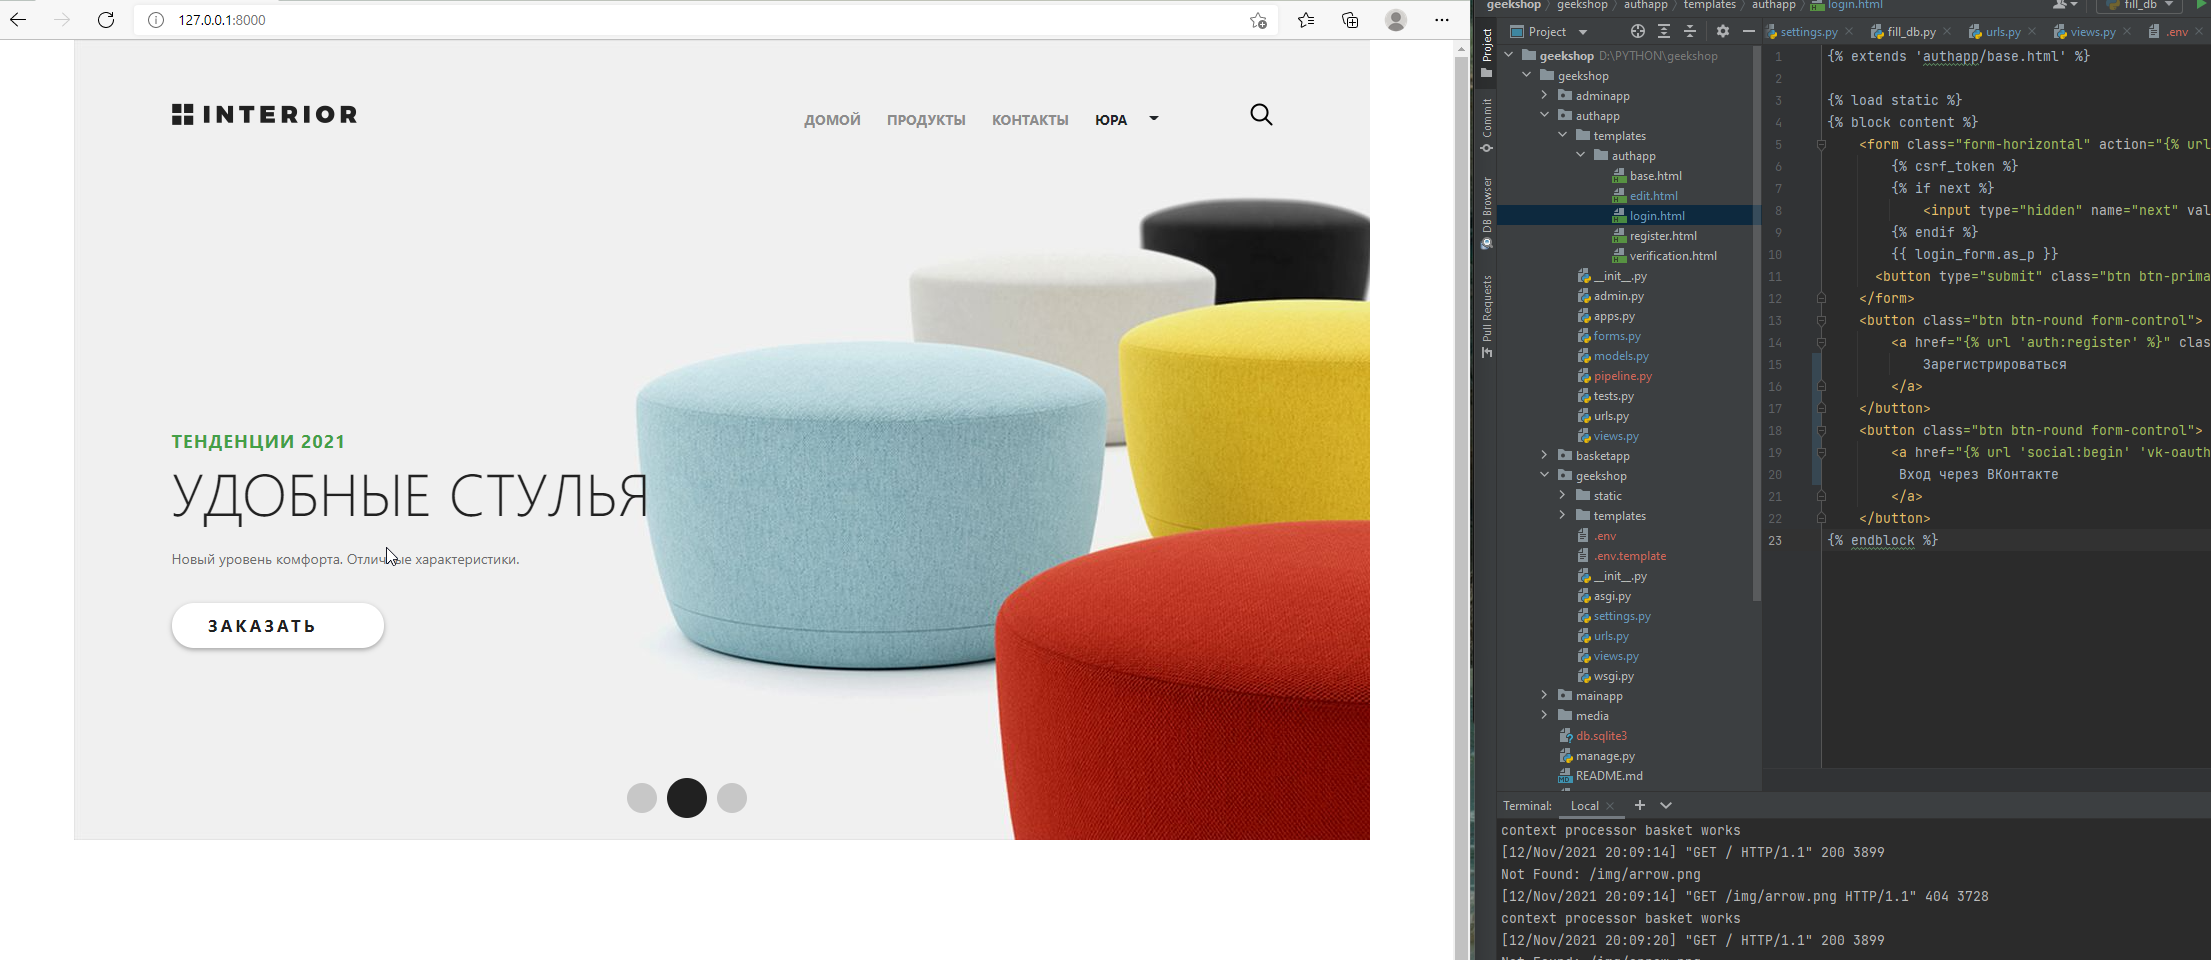 127.0.0.1:8000
INTERIOR
ДОМОЙ ПРОДУКТЫ КОНТАКТЫ ЮРА
ТЕНДЕНЦИИ 2021
УДОБНЫЕ СТУЛЬЯ
Новый уровень комфорта. Отличные характеристики.
ЗАКАЗАТЬ
geekshop geekshop authapp templates authapp login.html
fill_db
Project
settings.py fill_db.py urls.py views.py .env
Project
Commit
DB Browser
Pull Requests
geekshop D:\PYTHON\geekshop
geekshop
adminapp
authapp
templates
authapp
base.html
edit.html
login.html
register.html
verification.html
__init__.py
admin.py
apps.py
forms.py
models.py
pipeline.py
tests.py
urls.py
views.py
basketapp
geekshop
static
templates
.env
.env.template
__init__.py
asgi.py
settings.py
urls.py
views.py
wsgi.py
mainapp
media
db.sqlite3
manage.py
README.md
1 {% extends 'authapp/base.html' %}
2
3 {% load static %}
4 {% block content %}
5 <form class="form-horizontal" action="{% url
6 {% csrf_token %}
7 {% if next %}
8 <input type="hidden" name="next" val
9 {% endif %}
10 {{ login_form.as_p }}
11 <button type="submit" class="btn btn-prima
12 </form>
13 <button class="btn btn-round form-control">
14 <a href="{% url 'auth:register' %}" clas
15 Зарегистрироваться
16 </a>
17 </button>
18 <button class="btn btn-round form-control">
19 <a href="{% url 'social:begin' 'vk-oauth
20 Вход через ВКонтакте
21 </a>
22 </button>
23 {% endblock %}
Terminal: Local
context processor basket works
[12/Nov/2021 20:09:14] "GET / HTTP/1.1" 200 3899
Not Found: /img/arrow.png
[12/Nov/2021 20:09:14] "GET /img/arrow.png HTTP/1.1" 404 3728
context processor basket works
[12/Nov/2021 20:09:20] "GET / HTTP/1.1" 200 3899
Not Found: /img/arrow.png